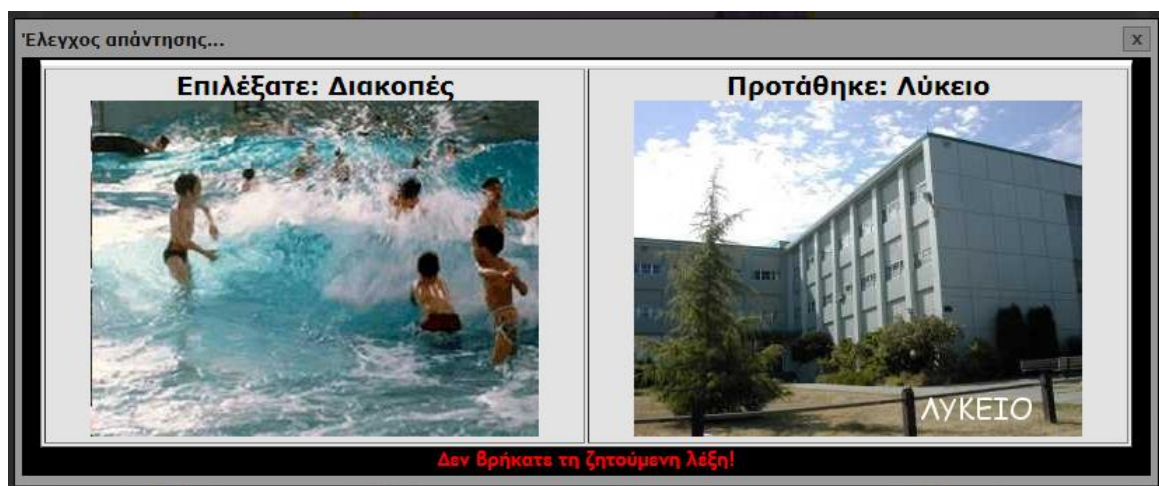 Έλεγχος απάντησης...
x
Επιλέξατε: Διακοπές
Προτάθηκε: Λύκειο
ΛΥΚΕΙΟ
Δεν βρήκατε τη ζητούμενη λέξη!